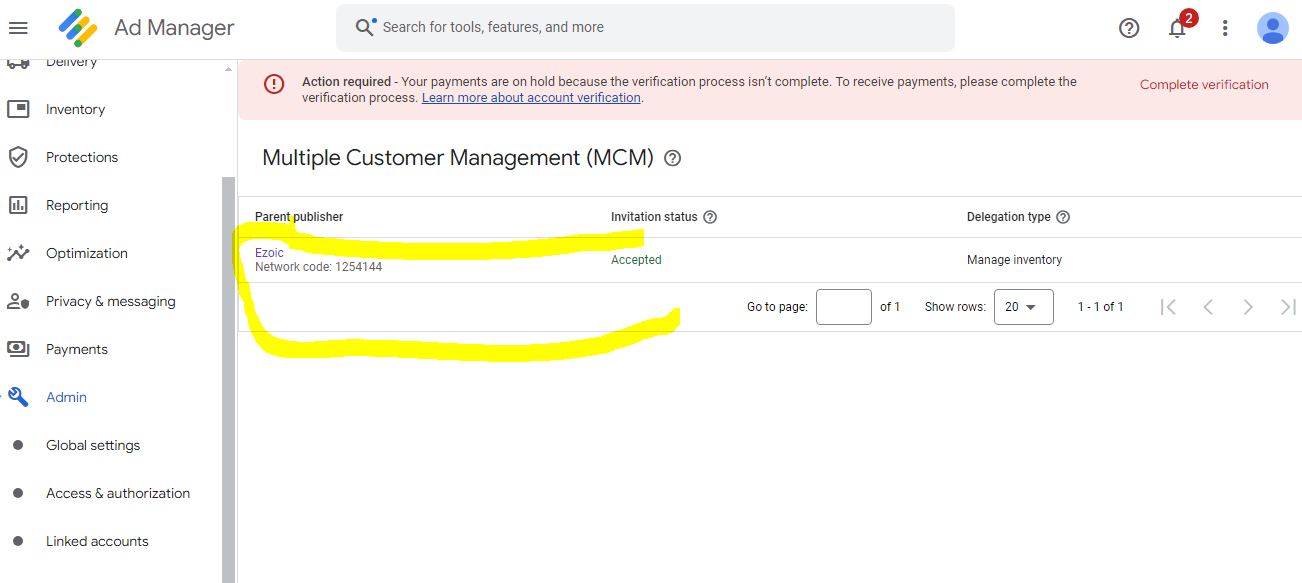 Ad Manager
Search for tools, features, and more
2
Delivery
Inventory
Protections
Reporting
Optimization
Privacy & messaging
Payments
Admin
Global settings
Access & authorization
Linked accounts
Action required - Your payments are on hold because the verification process isn't complete. To receive payments, please complete the
verification process. Learn more about account verification.
Complete verification
Multiple Customer Management (MCM)
Parent publisher
Invitation status
Delegation type
Ezoic
Network code: 1254144
Accepted
Manage inventory
Go to page:
of 1
Show rows:
20
1 - 1 of 1